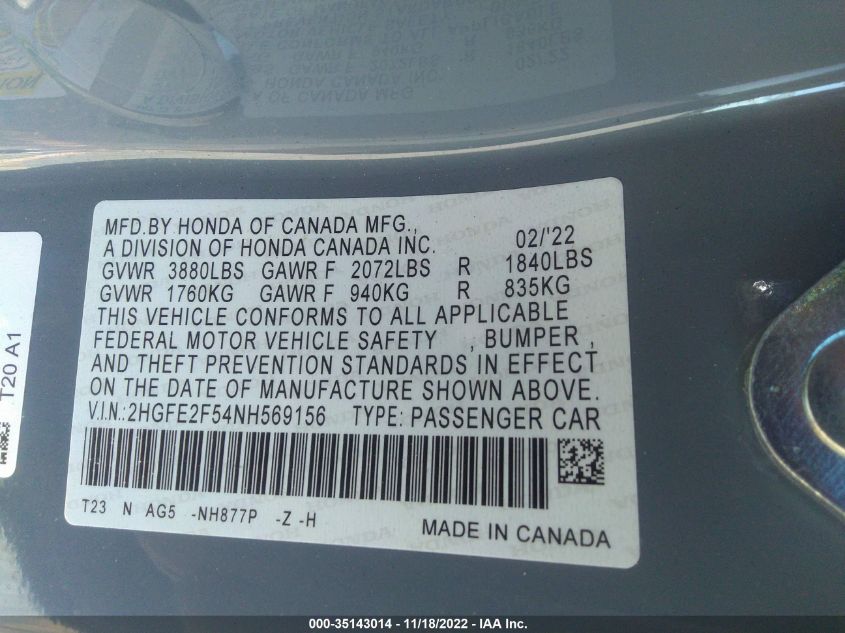 MFD.BY HONDA OF CANADA MFG.,
A DIVISION OF HONDA CANADA INC. 02/'22
GVWR 3880LBS GAWR F 2072LBS R 1840LBS
GVWR 1760KG GAWR F 940KG R 835KG
THIS VEHICLE CONFORMS TO ALL APPLICABLE
FEDERAL MOTOR VEHICLE SAFETY , BUMPER ,
AND THEFT PREVENTION STANDARDS IN EFFECT
ON THE DATE OF MANUFACTURE SHOWN ABOVE.
V.I.N.:2HGFE2F54NH569156 TYPE: PASSENGER CAR
T23 N AG5 -NH877P -Z -H
MADE IN CANADA
T20 A1
000-35143014 - 11/18/2022 - IAA Inc.